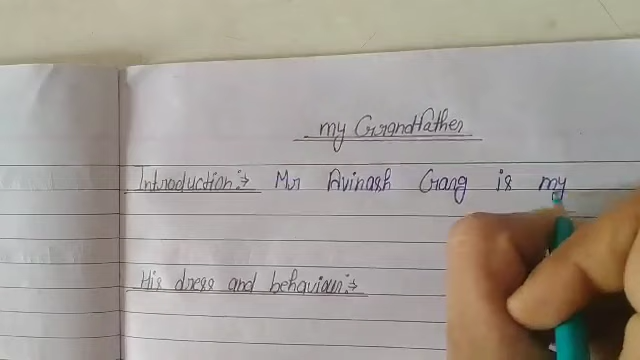 my Grandfather
Introduction:→ Mr Avinash Garg is my
His dress and behaviour:→